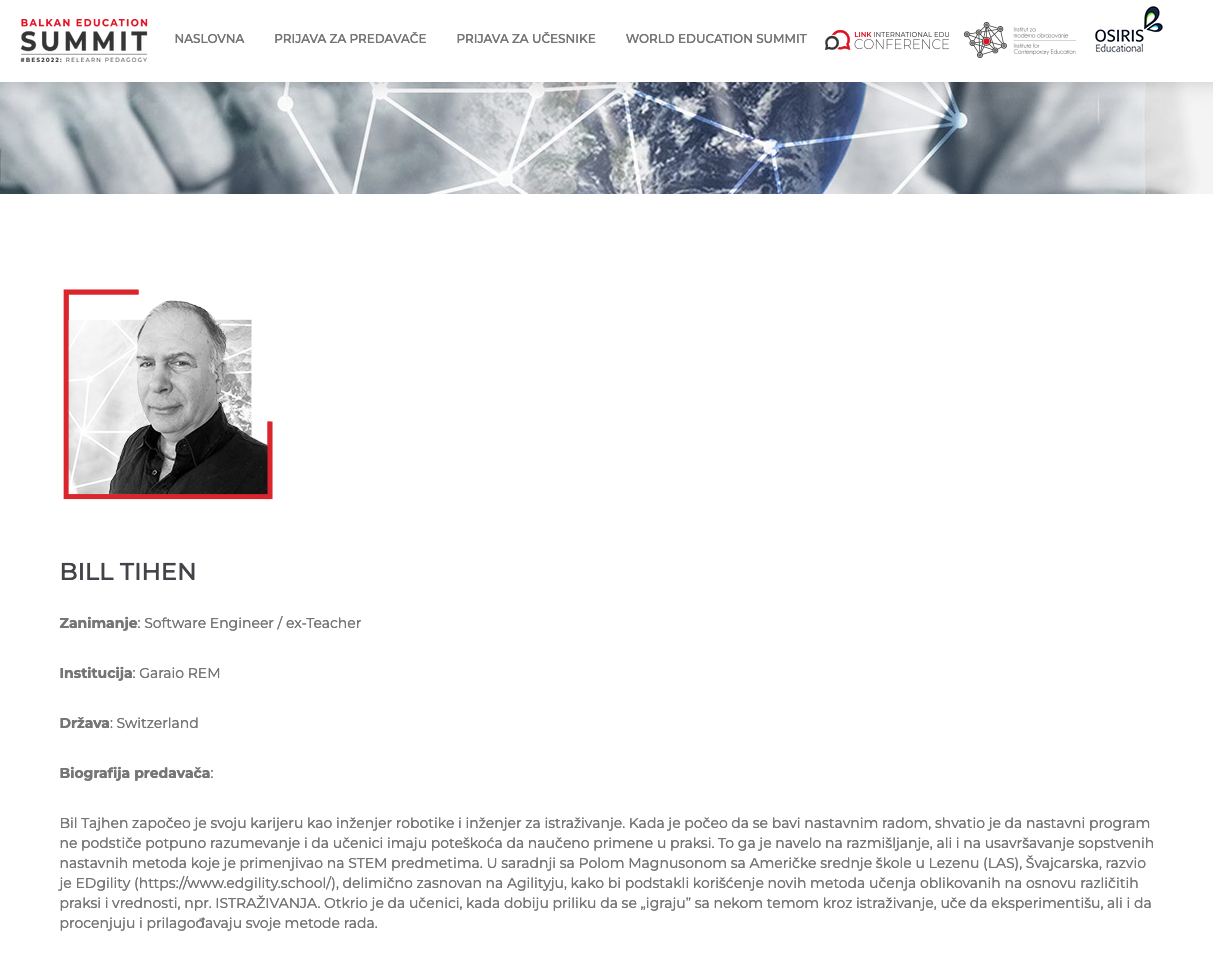 BALKAN EDUCATION
SUMMIT
#BES2022: RELEARN PEDAGOGY
NASLOVNA
PRIJAVA ZA PREDAVAČE
PRIJAVA ZA UČESNIKE
WORLD EDUCATION SUMMIT
LINK INTERNATIONAL EDU
CONFERENCE
Institut za
moderno obrazovanje
Institute for
Contemporary Education
OSIRIS
Educational
BILL TIHEN
Zanimanje: Software Engineer / ex-Teacher
Institucija: Garaio REM
Država: Switzerland
Biografija predavača:
Bil Tajhen započeo je svoju karijeru kao inženjer robotike i inženjer za istraživanje. Kada je počeo da se bavi nastavnim radom, shvatio je da nastavni program
ne podstiče potpuno razumevanje i da učenici imaju poteškoća da naučeno primene u praksi. To ga je navelo na razmišljanje, ali i na usavršavanje sopstvenih
nastavnih metoda koje je primenjivao na STEM predmetima. U saradnji sa Polom Magnusonom sa Američke srednje škole u Lezenu (LAS), Švajcarska, razvio
je EDgility (https://www.edgility.school/), delimično zasnovan na Agilityju, kako bi podstakli korišćenje novih metoda učenja oblikovanih na osnovu različitih
praksi i vrednosti, npr. ISTRAŽIVANJA. Otkrio je da učenici, kada dobiju priliku da se „igraju” sa nekom temom kroz istraživanje, uče da eksperimentišu, ali i da
procenjuju i prilagođavaju svoje metode rada.